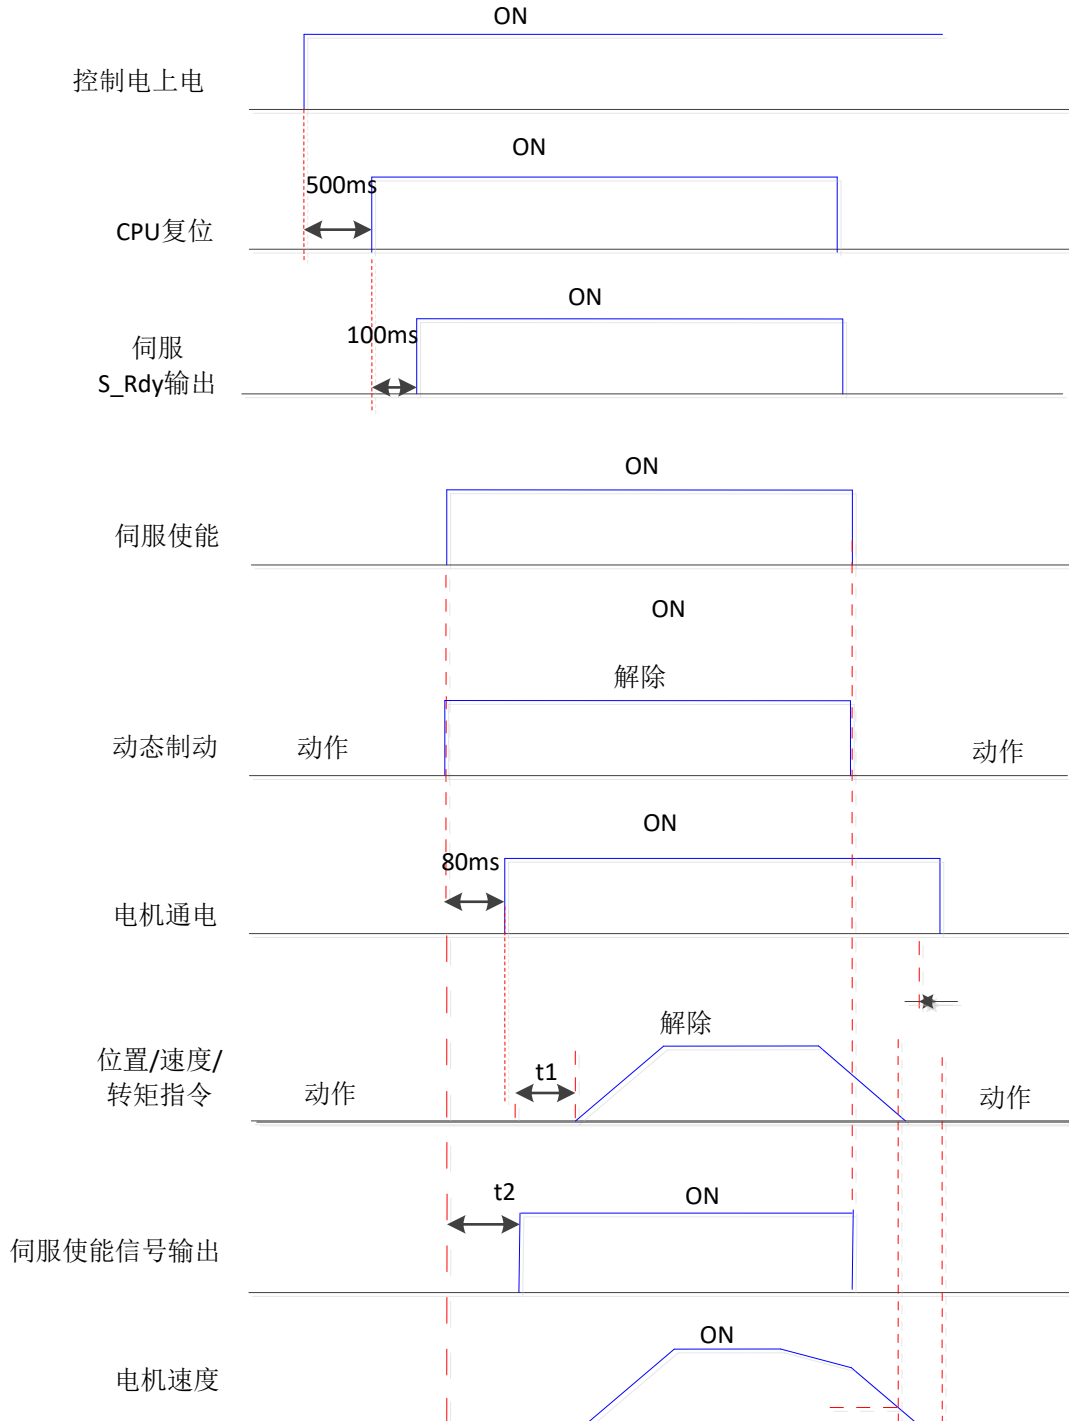 ON
控制电上电
ON
500ms
CPU复位
ON
100ms
伺服
S_Rdy输出
ON
伺服使能
ON
解除
动态制动
动作
动作
ON
80ms
电机通电
解除
位置/速度/
转矩指令
动作
t1
动作
t2
ON
伺服使能信号输出
ON
电机速度